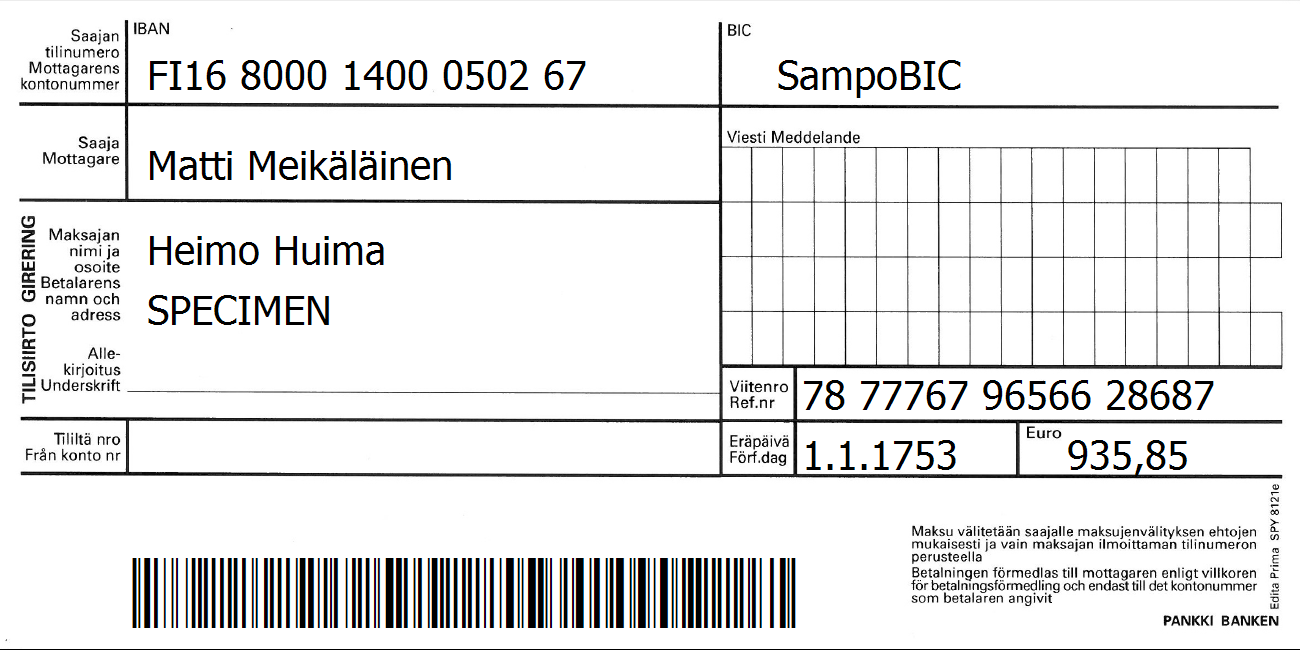 Saajan
tilinumero
Mottagarens
kontonummer
IBAN
FI16 8000 1400 0502 67
BIC
SampoBIC
Saaja
Mottagare
Matti Meikäläinen
Viesti Meddelande
TILISIIRTO GIRERING
Maksajan
nimi ja
osoite
Betalarens
namn och
adress
Heimo Huima
SPECIMEN
Alle-
kirjoitus
Underskrift
Viitenro
Ref.nr
78 77767 96566 28687
Tililtä nro
Från konto nr
Eräpäivä
Förf.dag
1.1.1753
Euro
935,85
Maksu välitetään saajalle maksujenvälityksen ehtojen
mukaisesti ja vain maksajan ilmoittaman tilinumeron
perusteella
Betalningen förmedlas till mottagaren enligt villkoren
för betalningsförmedling och endast till det kontonummer
som betalaren angivit
PANKKI BANKEN
Edita Prima SPY 8121e